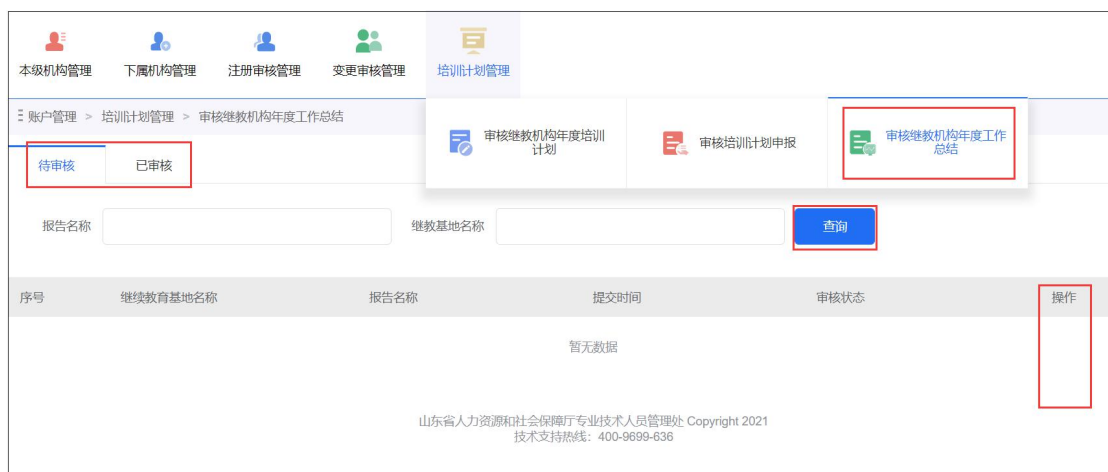 本级机构管理 下属机构管理 注册审核管理 变更审核管理 培训计划管理
账户管理 > 培训计划管理 > 审核继教机构年度工作总结
审核继教机构年度培训
计划
审核培训计划申报
审核继教机构年度工作
总结
待审核 已审核
报告名称 继教基地名称 查询
序号 继续教育基地名称 报告名称 提交时间 审核状态 操作
暂无数据
山东省人力资源和社会保障厅专业技术人员管理处 Copyright 2021
技术支持热线：400-9699-636